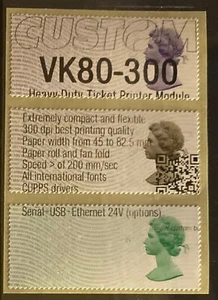 CUSTOM
VK80-300
Heavy-Duty Ticket Printer Module
Extremely compact and flexible
300 dpi best printing quality
Paper width from 45 to 82.5 mm
Paper roll and fan fold
Speed > of 200 mm/sec
All international fonts
CUPPS drivers
Serial-USB-Ethernet 24V (options)